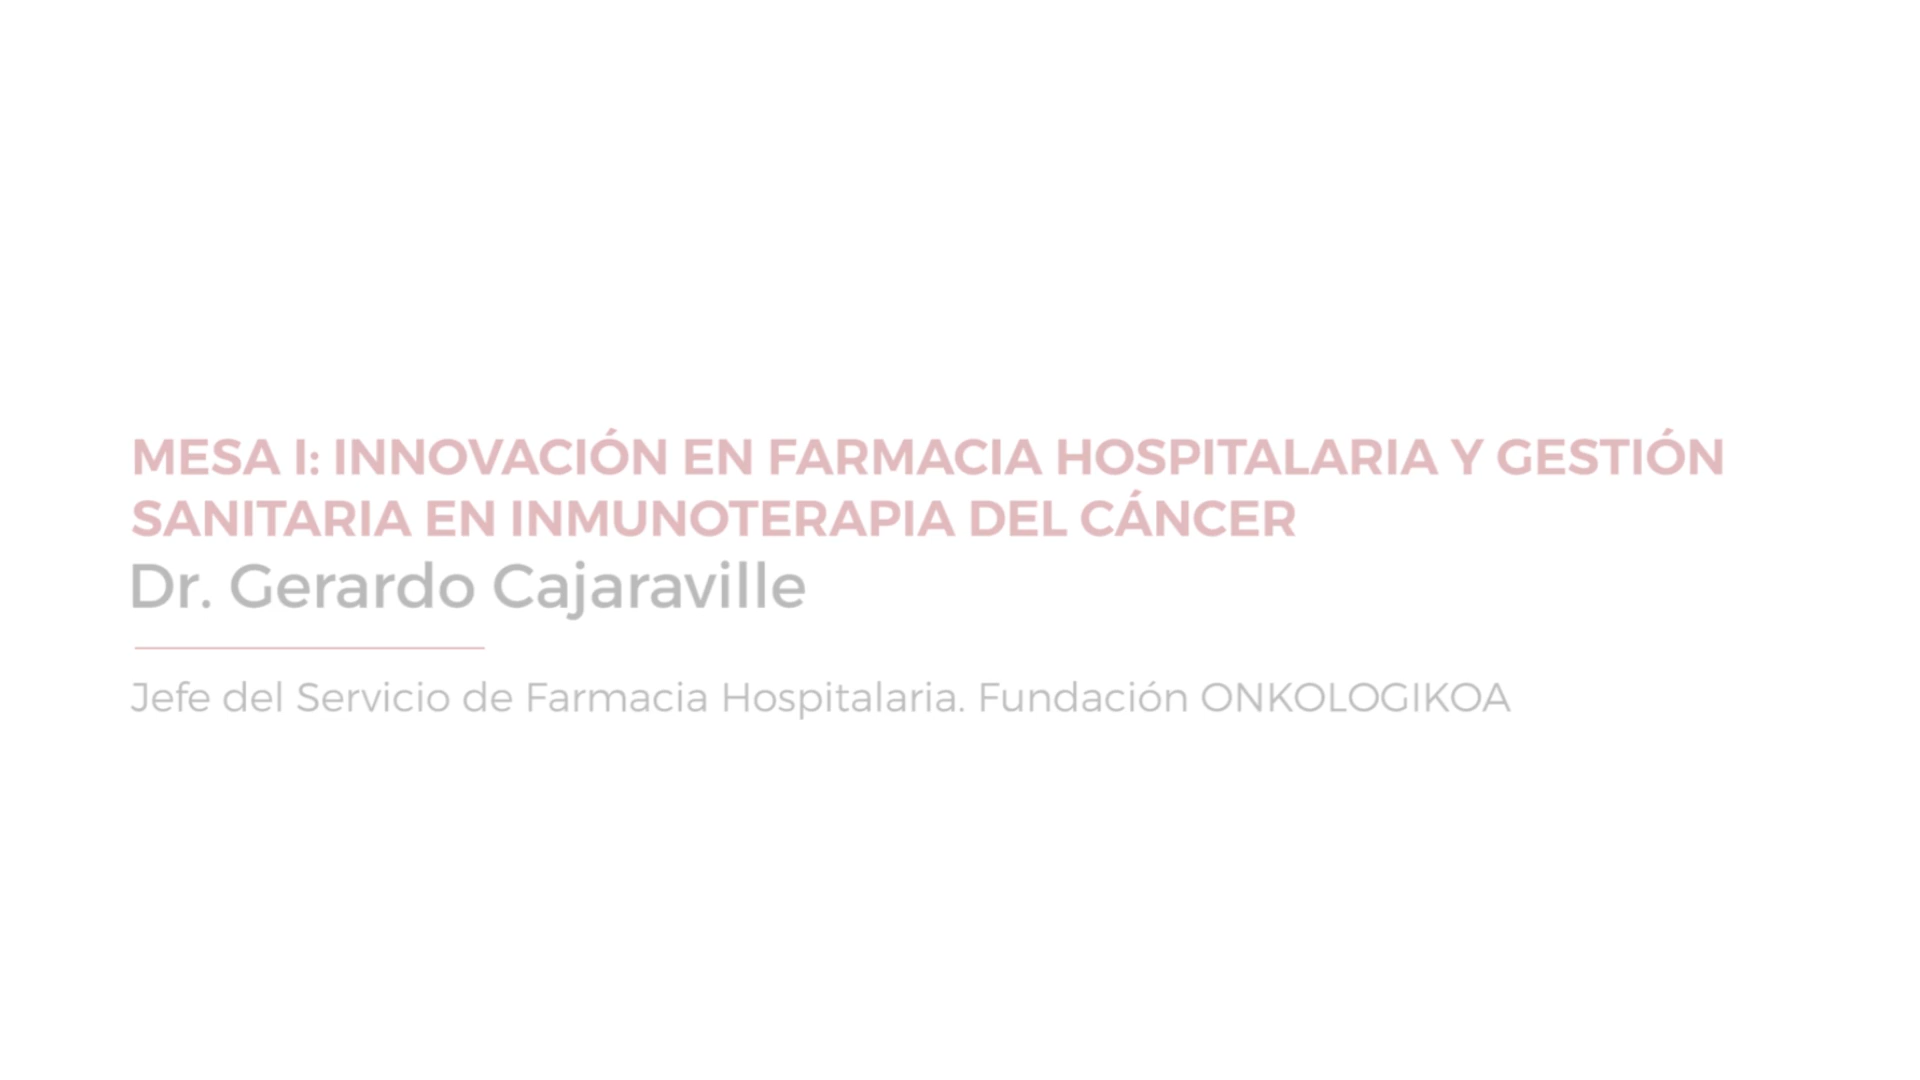 MESA I: INNOVACIÓN EN FARMACIA HOSPITALARIA Y GESTIÓN
SANITARIA EN INMUNOTERAPIA DEL CÁNCER
Dr. Gerardo Cajaraville
Jefe del Servicio de Farmacia Hospitalaria. Fundación ONKOLOGIKOA